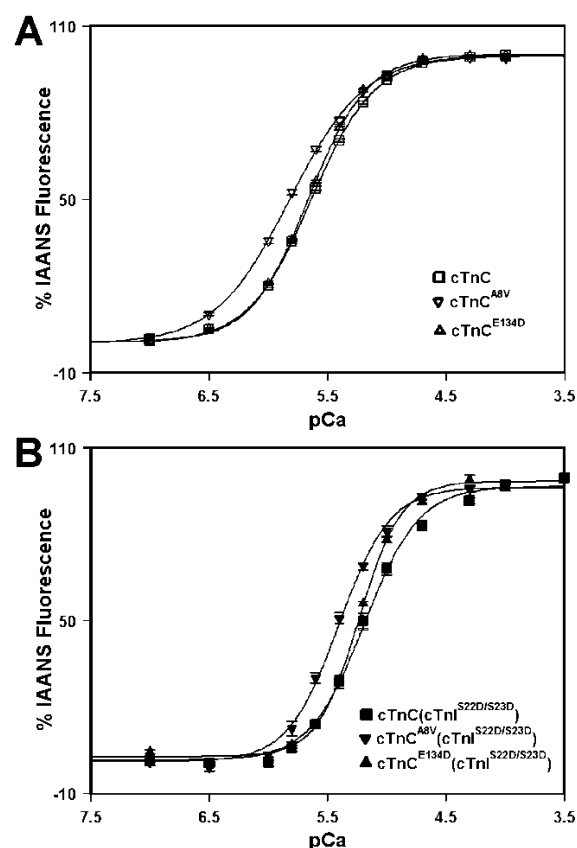 A
110
50
-10
% IAANS Fluorescence
cTnC
cTnC^A8V
cTnC^E134D
7.5 6.5 5.5 4.5 3.5
pCa
B
110
50
-10
% IAANS Fluorescence
cTnC(cTnI^S22D/S23D)
cTnC^A8V(cTnI^S22D/S23D)
cTnC^E134D(cTnI^S22D/S23D)
7.5 6.5 5.5 4.5 3.5
pCa